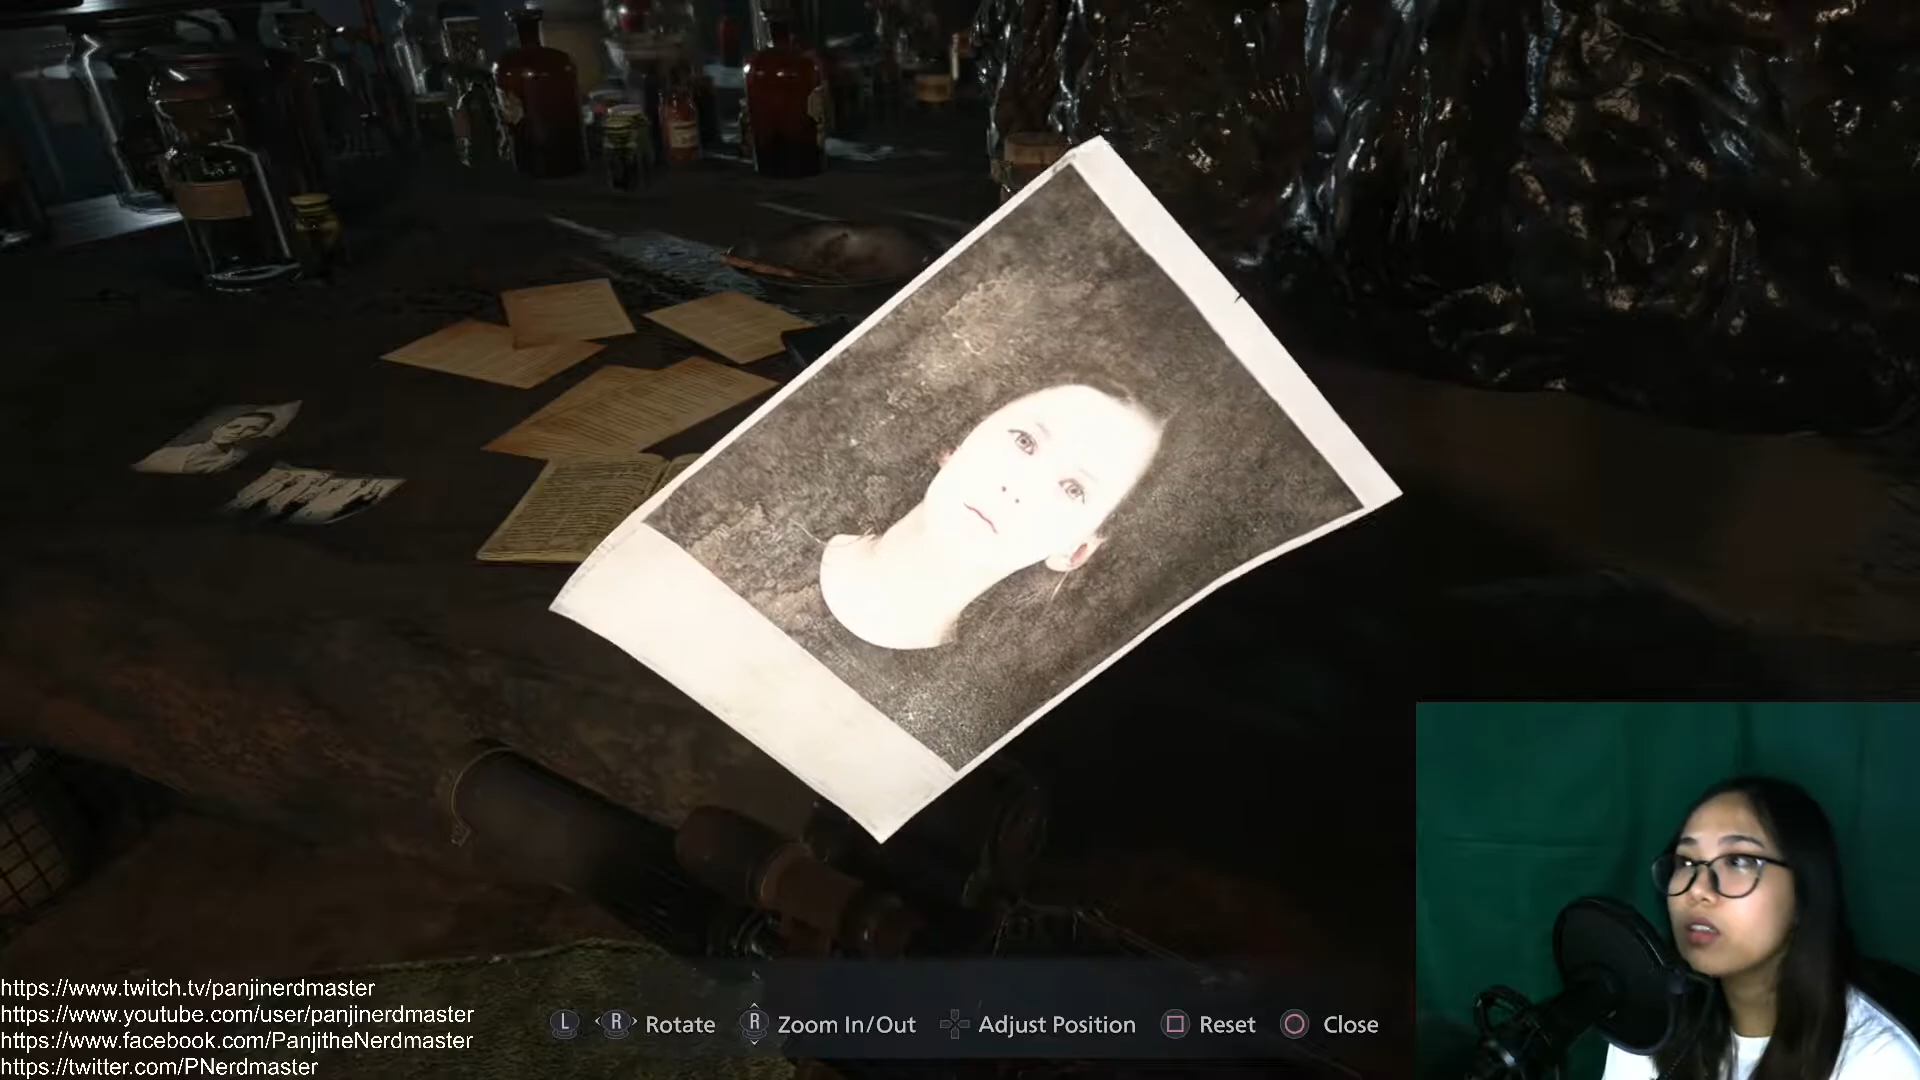 https://www.twitch.tv/panjinerdmaster
https://www.youtube.com/user/panjinerdmaster
https://www.facebook.com/PanjitheNerdmaster
https://twitter.com/PNerdmaster
L R Rotate R Zoom In/Out Adjust Position Reset Close